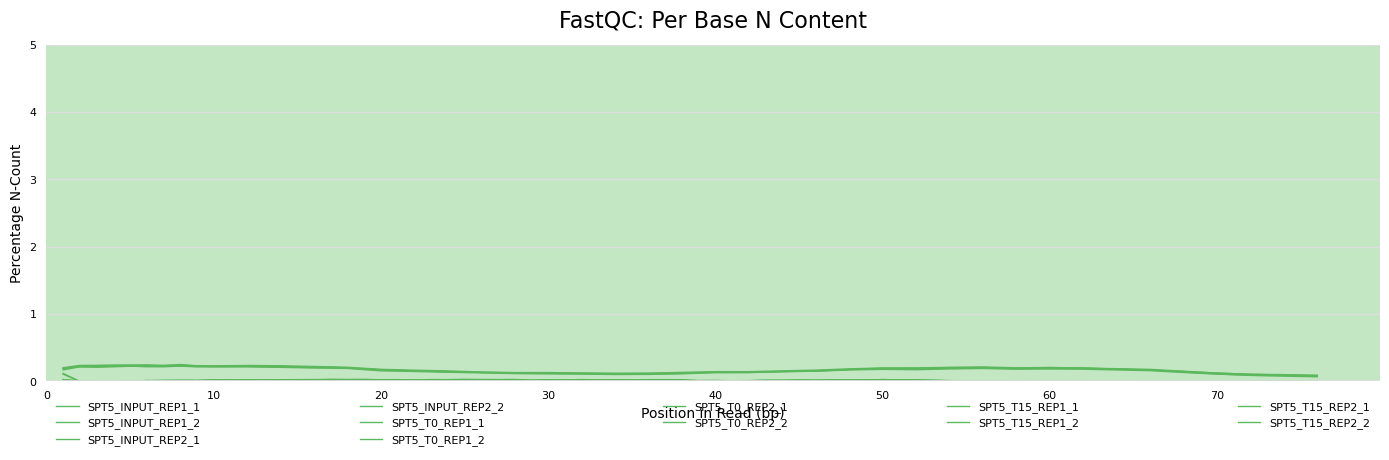 FastQC: Per Base N Content
Percentage N-Count
5
4
3
2
1
0
0 10 20 30 40 50 60 70
Position in Read (bp)
SPT5_INPUT_REP1_1 SPT5_INPUT_REP2_2 SPT5_T0_REP2_1 SPT5_T15_REP1_1 SPT5_T15_REP2_1
SPT5_INPUT_REP1_2 SPT5_T0_REP1_1 SPT5_T0_REP2_2 SPT5_T15_REP1_2 SPT5_T15_REP2_2
SPT5_INPUT_REP2_1 SPT5_T0_REP1_2